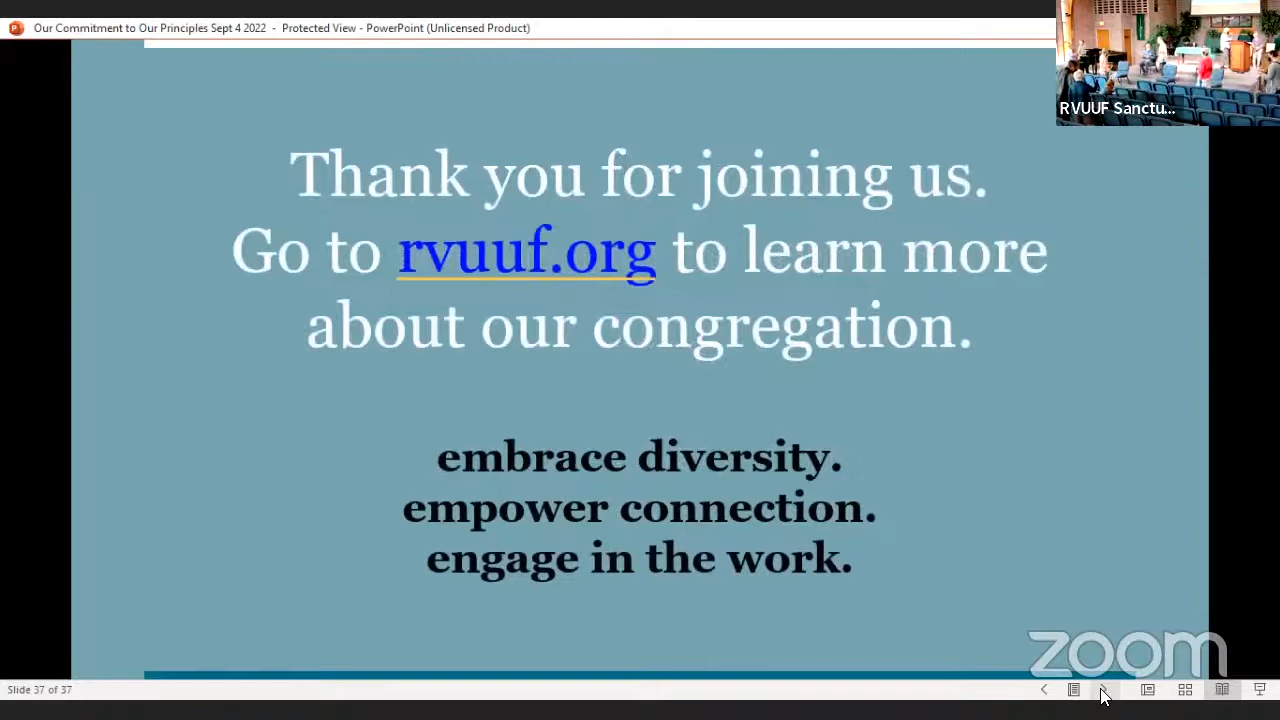 Our Commitment to Our Principles Sept 4 2022 - Protected View - PowerPoint (Unlicensed Product)
RVUUF Sanctu...
Thank you for joining us.
Go to rvuuf.org to learn more
about our congregation.
embrace diversity.
empower connection.
engage in the work.
zoom
Slide 37 of 37